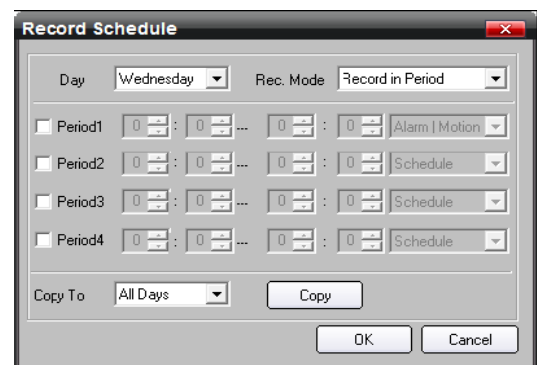 Record Schedule
Day Wednesday Rec. Mode Record in Period
Period1 0 : 0 --- 0 : 0 Alarm | Motion
Period2 0 : 0 --- 0 : 0 Schedule
Period3 0 : 0 --- 0 : 0 Schedule
Period4 0 : 0 --- 0 : 0 Schedule
Copy To All Days Copy
OK Cancel